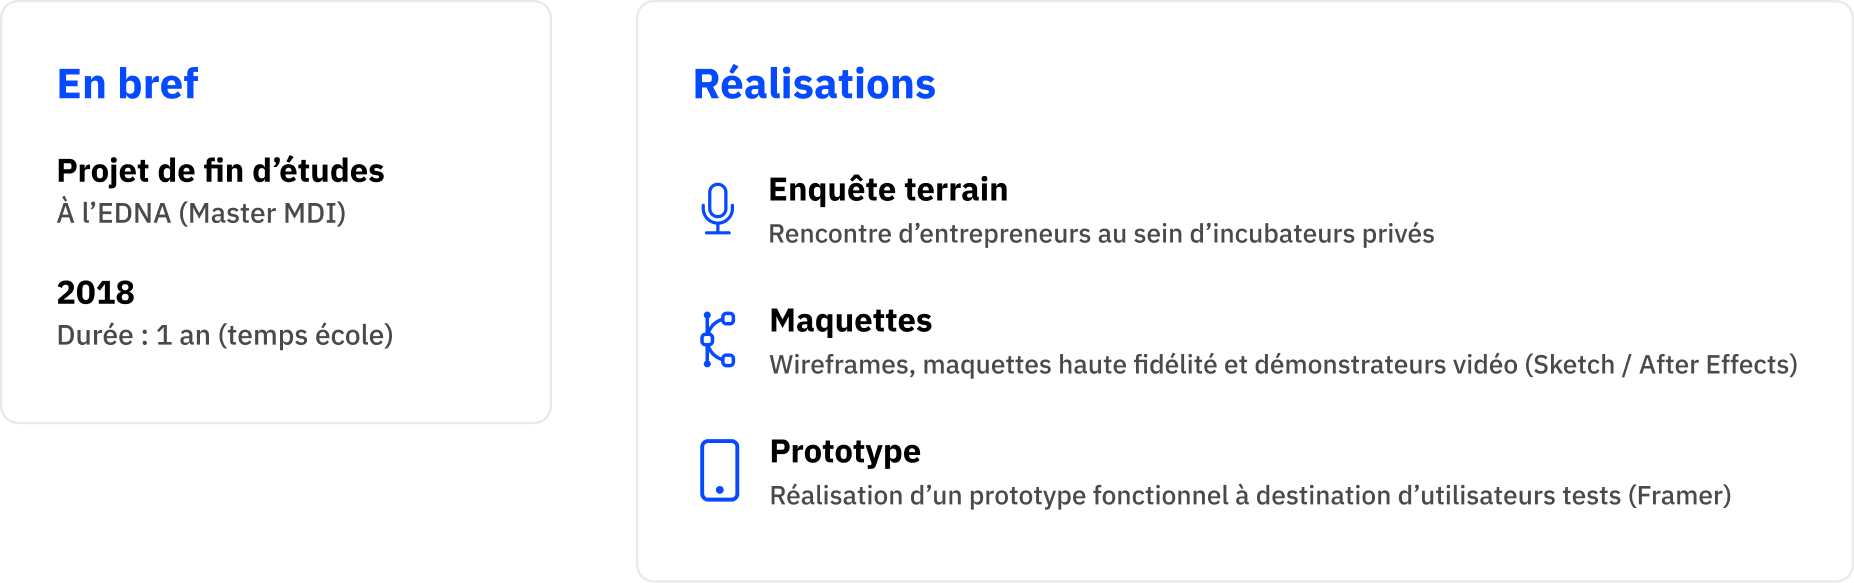 En bref
Projet de fin d’études
À l’EDNA (Master MDI)
2018
Durée : 1 an (temps école)
Réalisations
Enquête terrain
Rencontre d’entrepreneurs au sein d’incubateurs privés
Maquettes
Wireframes, maquettes haute fidélité et démonstrateurs vidéo (Sketch / After Effects)
Prototype
Réalisation d’un prototype fonctionnel à destination d’utilisateurs tests (Framer)